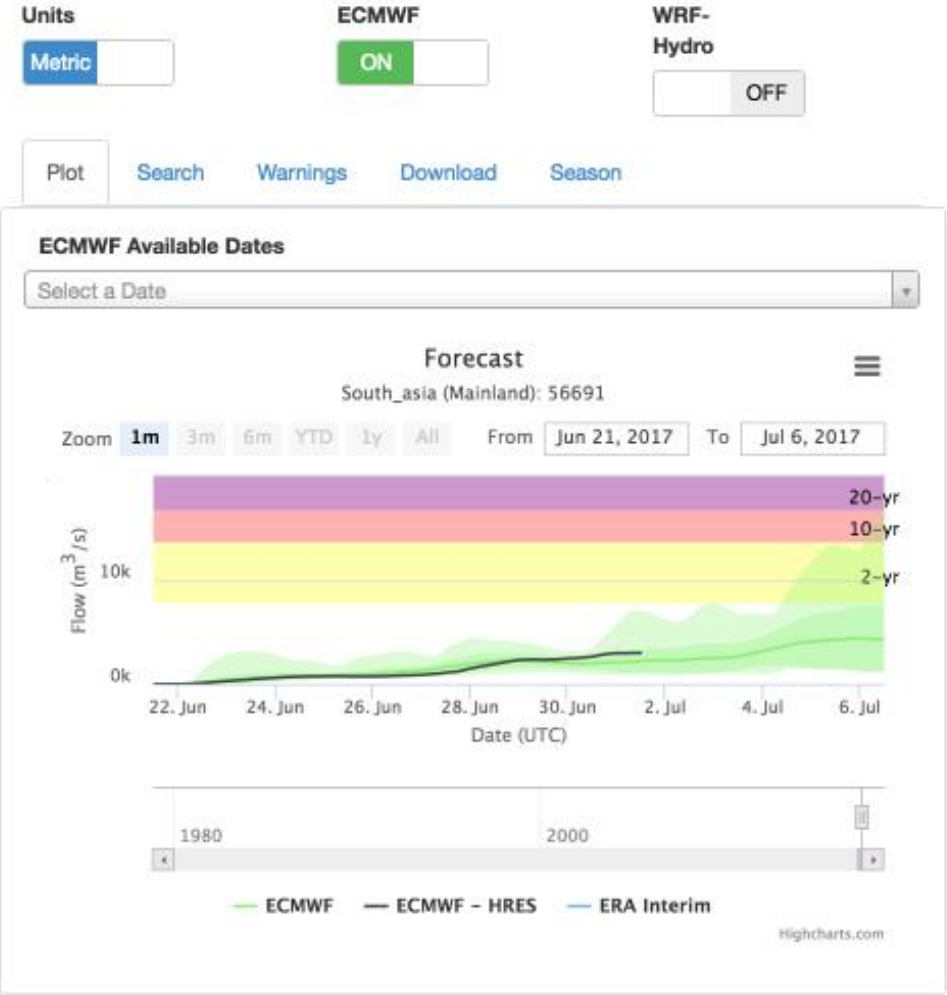 Units ECMWF WRF-
Hydro
Metric ON OFF
Plot Search Warnings Download Season
ECMWF Available Dates
Select a Date
Forecast
South_asia (Mainland): 56691
Zoom 1m 3m 6m YTD 1y All From Jun 21, 2017 To Jul 6, 2017
20-yr
10-yr
2-yr
Flow (m³/s)
10k
0k
22. Jun 24. Jun 26. Jun 28. Jun 30. Jun 2. Jul 4. Jul 6. Jul
Date (UTC)
1980 2000
ECMWF ECMWF - HRES ERA Interim
Highcharts.com